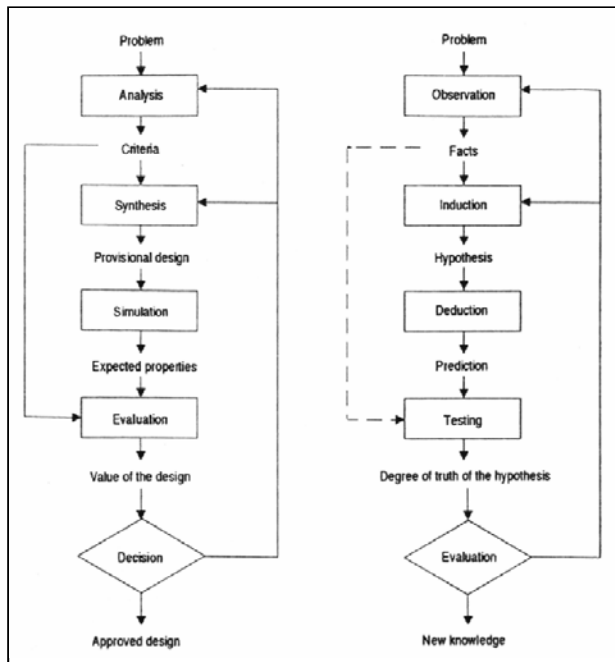 Problem
Analysis
Criteria
Synthesis
Provisional design
Simulation
Expected properties
Evaluation
Value of the design
Decision
Approved design
Problem
Observation
Facts
Induction
Hypothesis
Deduction
Prediction
Testing
Degree of truth of the hypothesis
Evaluation
New knowledge